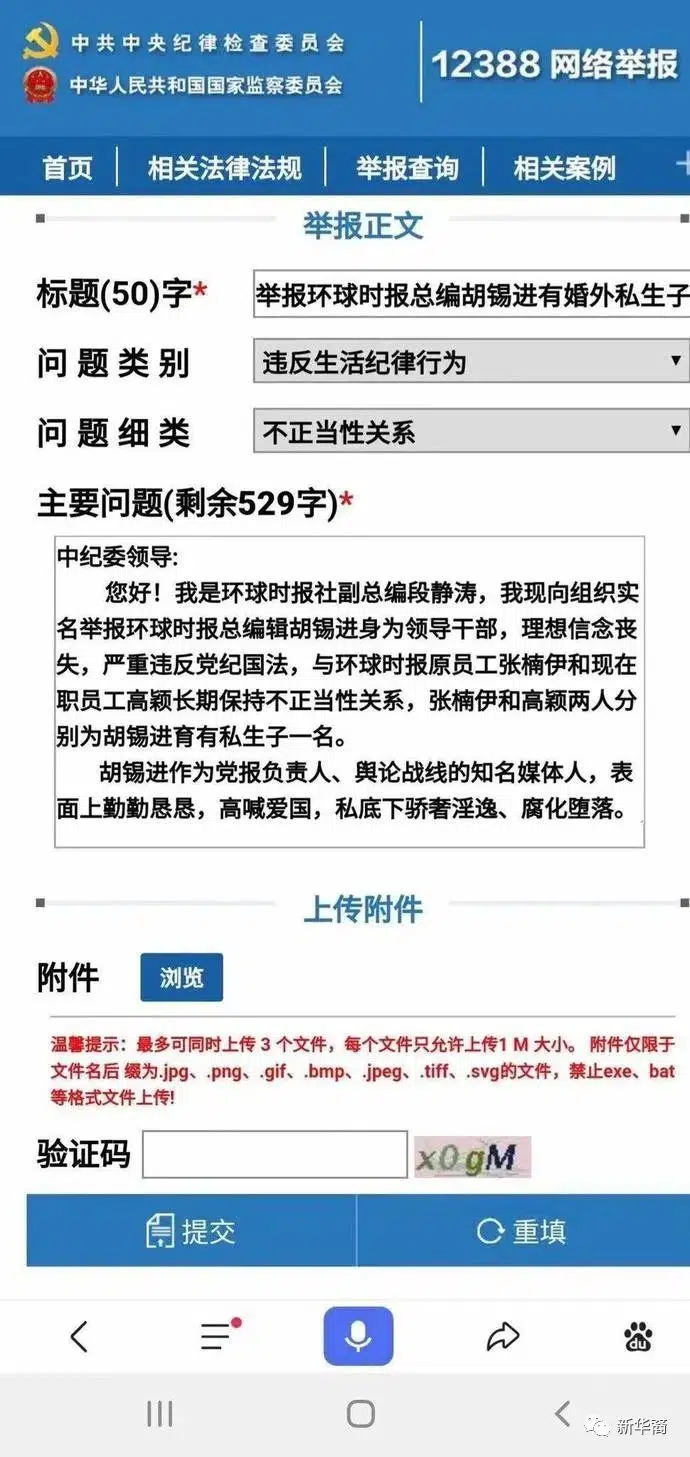 中共中央纪律检查委员会
中华人民共和国国家监察委员会
12388 网络举报
首页 相关法律法规 举报查询 相关案例
举报正文
标题(50)字* 举报环球时报总编胡锡进有婚外私生子
问题类别 违反生活纪律行为
问题细类 不正当性关系
主要问题(剩余529字)*
中纪委领导:
您好！我是环球时报社副总编段静涛，我现向组织实
名举报环球时报总编辑胡锡进身为领导干部，理想信念丧
失，严重违反党纪国法，与环球时报原员工张楠伊和现在
职员工高颖长期保持不正当性关系，张楠伊和高颖两人分
别为胡锡进育有私生子一名。
胡锡进作为党报负责人、舆论战线的知名媒体人，表
面上勤勤恳恳，高喊爱国，私底下骄奢淫逸、腐化堕落。
上传附件
附件 浏览
温馨提示：最多可同时上传 3 个文件，每个文件只允许上传1 M 大小。 附件仅限于
文件名后 缀为.jpg、.png、.gif、.bmp、.jpeg、.tiff、.svg的文件，禁止exe、bat
等格式文件上传!
验证码 x0gM
提交 重填
du
新华裔